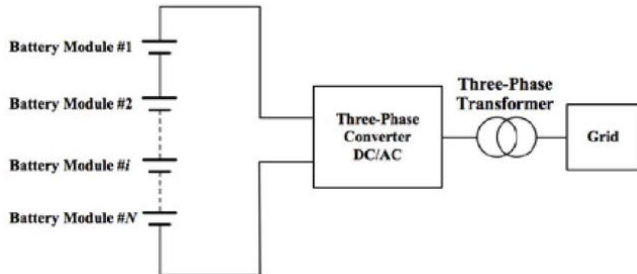 Battery Module #1
Battery Module #2
Battery Module #i
Battery Module #N
Three-Phase
Converter
DC/AC
Three-Phase
Transformer
Grid